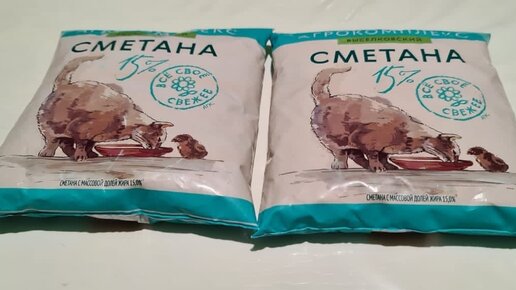 СМЕТАНА
15%
ВСЁ СВОЁ
СВЕЖЕЕ
СМЕТАНА С МАССОВОЙ ДОЛЕЙ ЖИРА 15,0%
АГРОКОМПЛЕКС
ВЫСЕЛКОВСКИЙ
СМЕТАНА
15%
ВСЁ СВОЁ
СВЕЖЕЕ
СМЕТАНА С МАССОВОЙ ДОЛЕЙ ЖИРА 15,0%